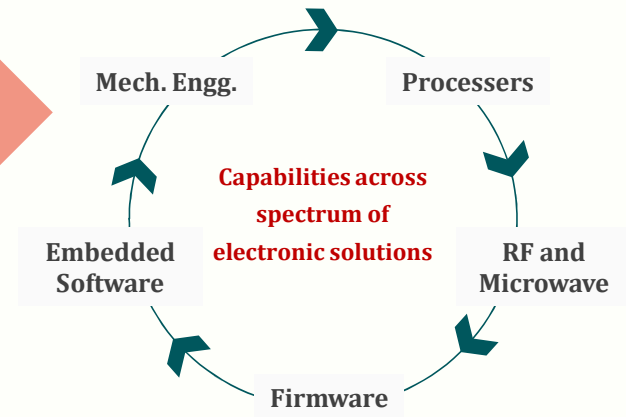 Mech. Engg.
Processers
Capabilities across
spectrum of
electronic solutions
Embedded
Software
RF and
Microwave
Firmware